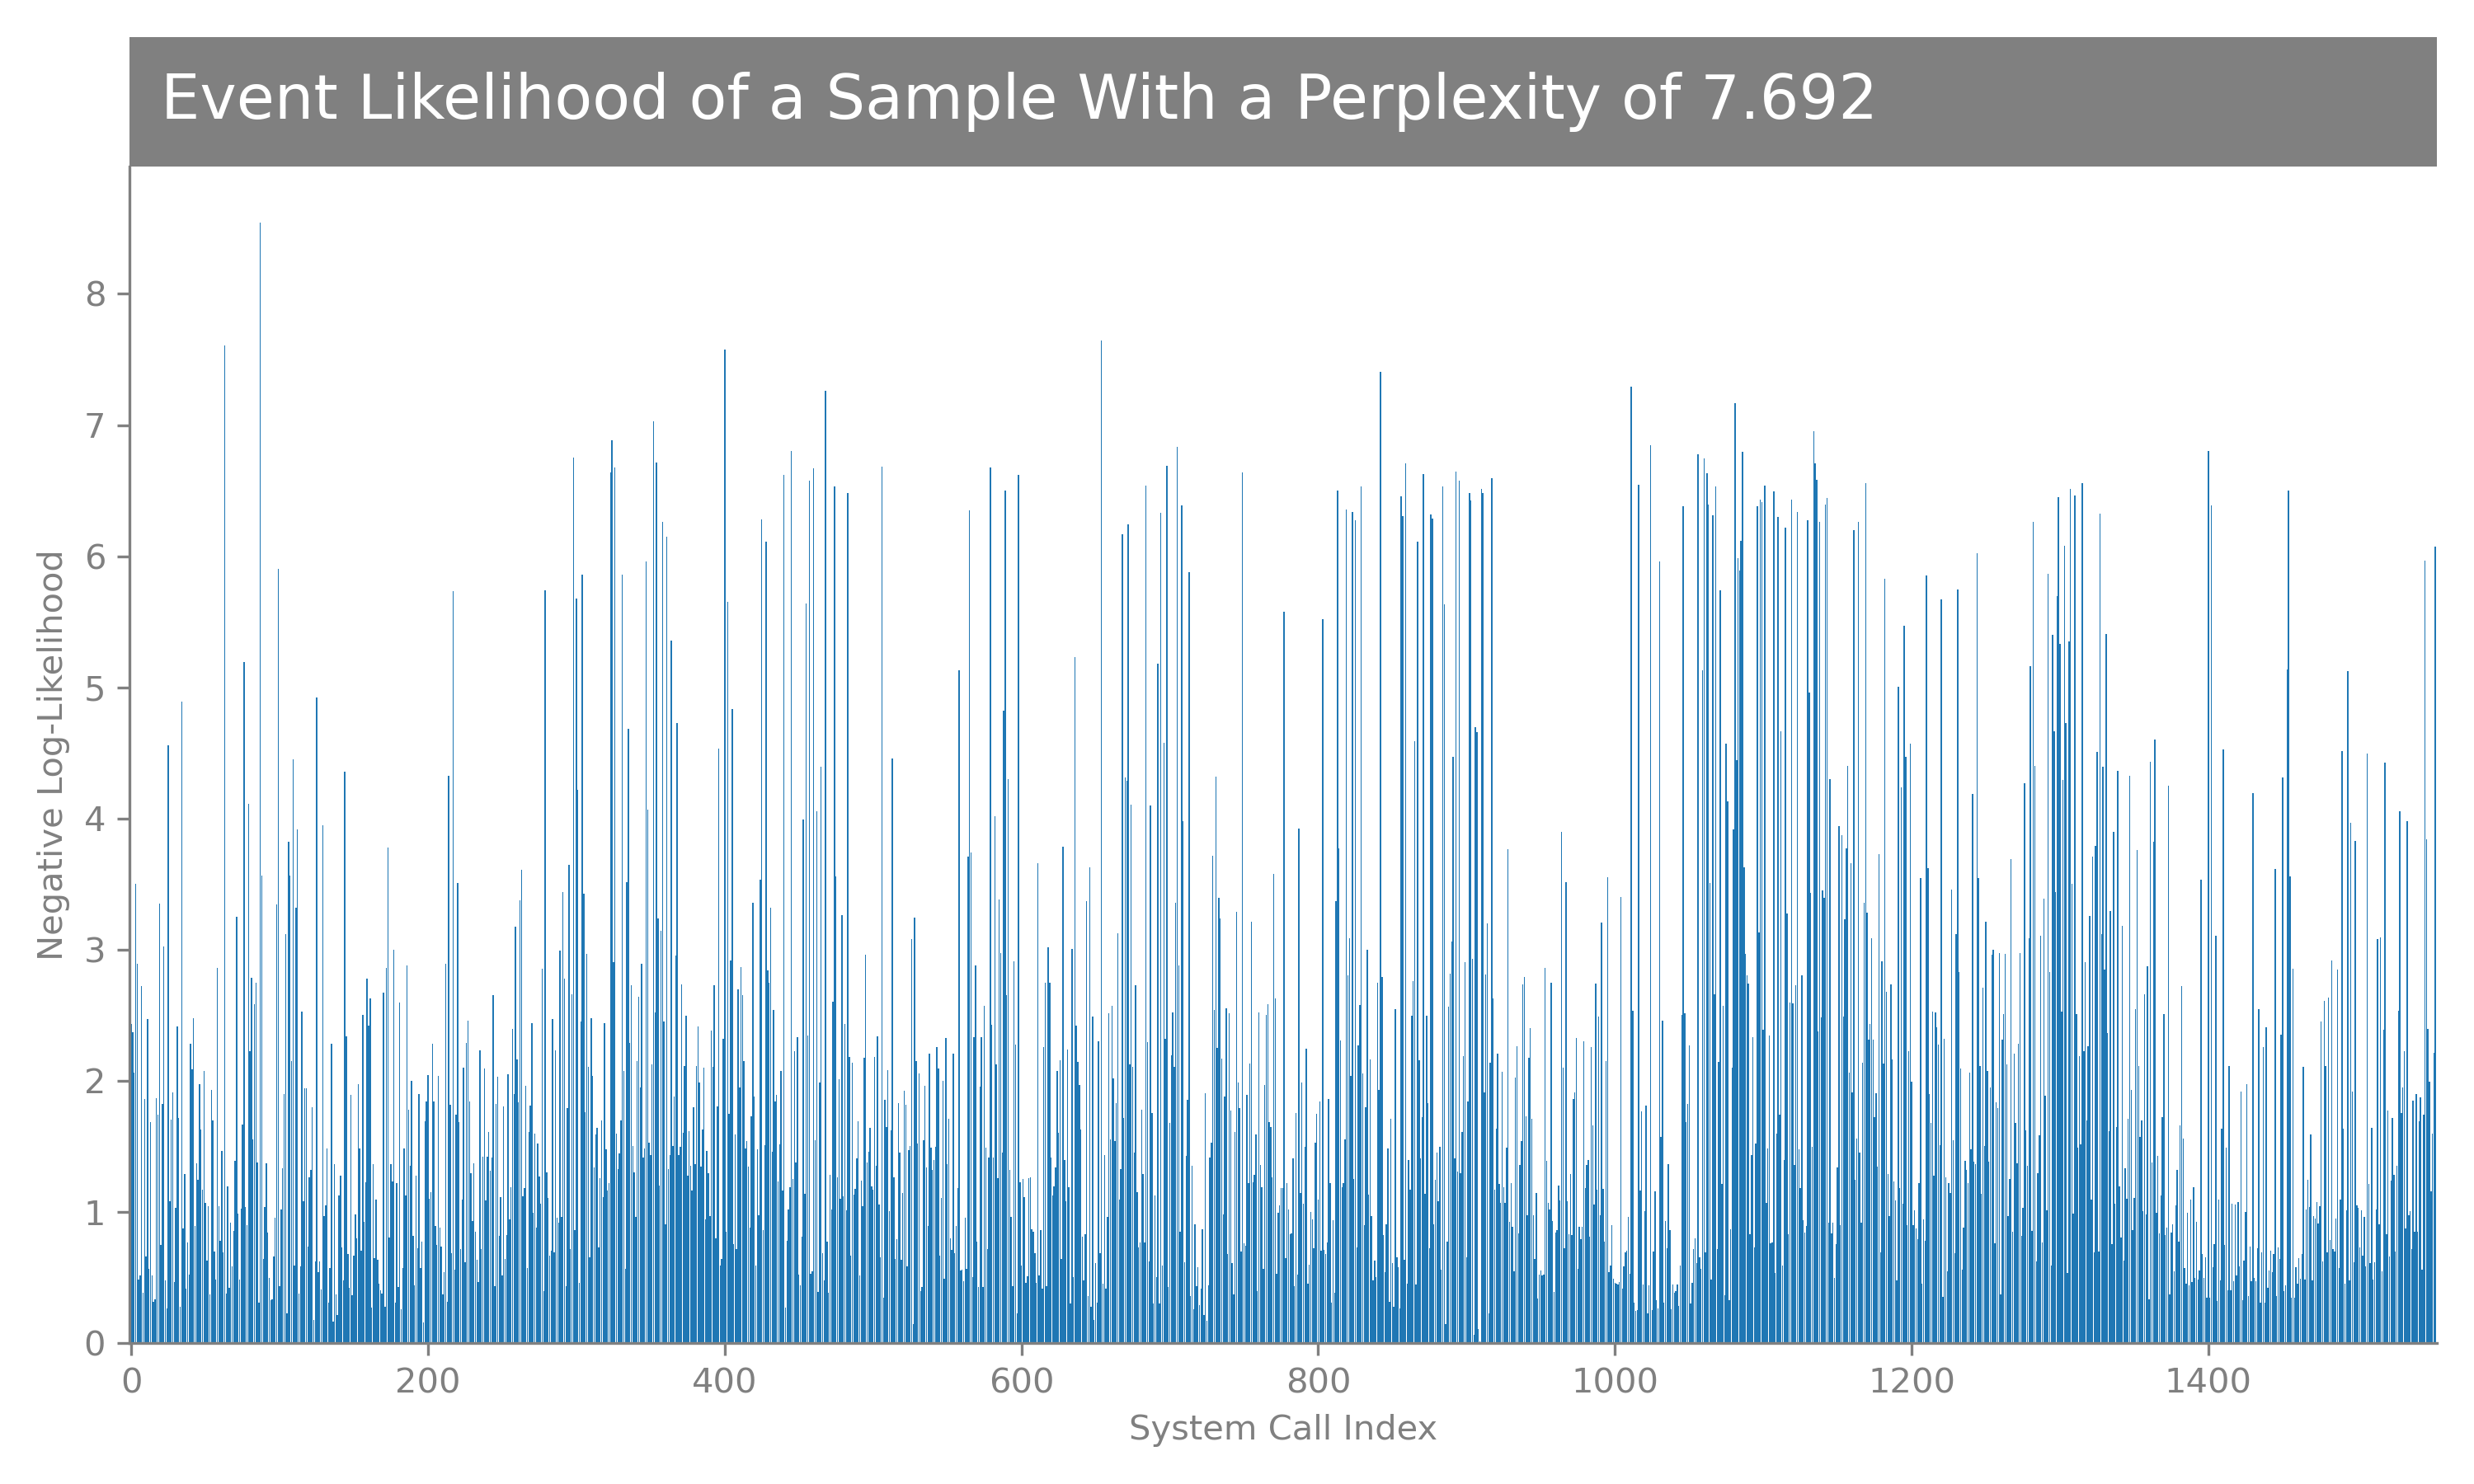 Event Likelihood of a Sample With a Perplexity of 7.692
Negative Log-Likelihood
8
7
6
5
4
3
2
1
0
0 200 400 600 800 1000 1200 1400
System Call Index